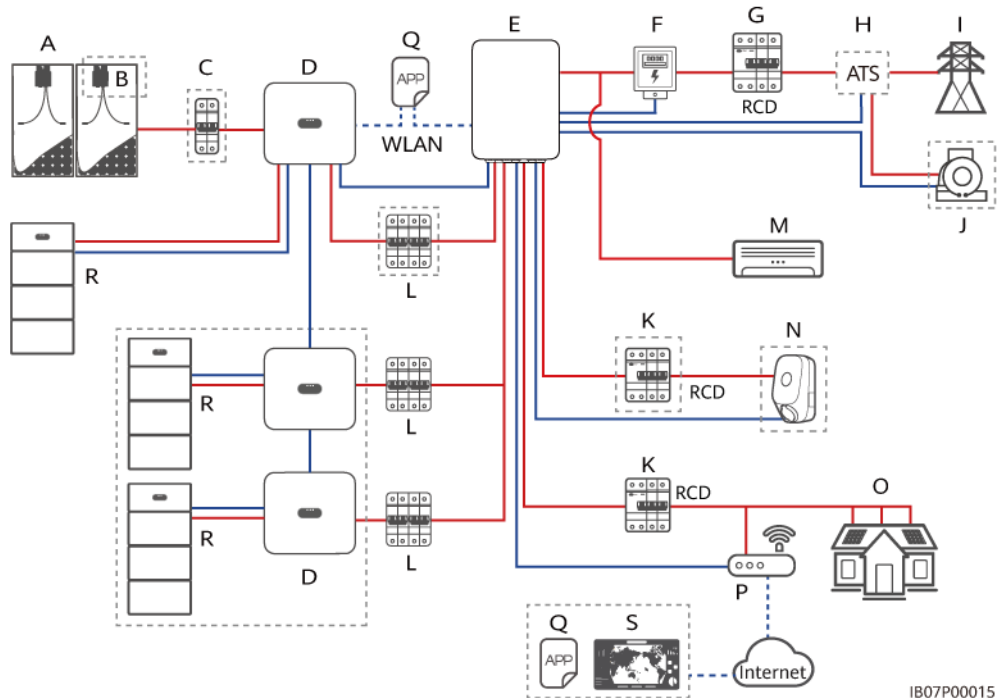 A
B
C
D
Q
APP
WLAN
E
F
G
RCD
H
ATS
I
J
R
L
M
K
RCD
N
R
L
K
RCD
O
R
L
D
P
Q
APP
S
Internet
IB07P00015